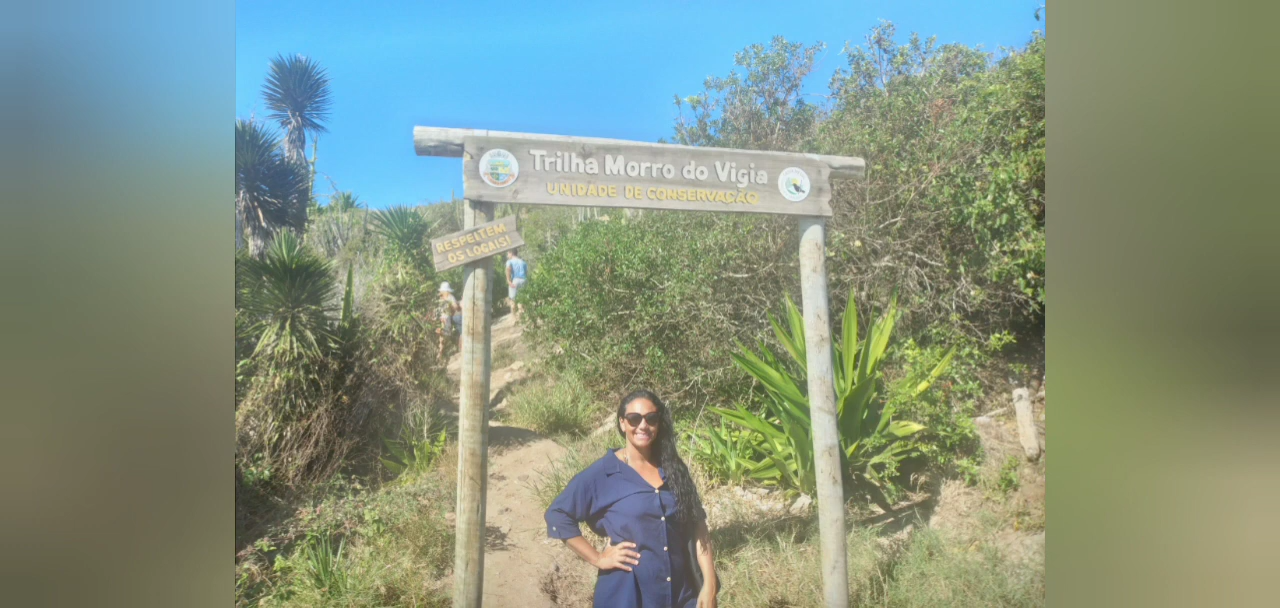 Trilha Morro do Vigia
UNIDADE DE CONSERVAÇÃO
RESPEITEM
OS LOCAIS!